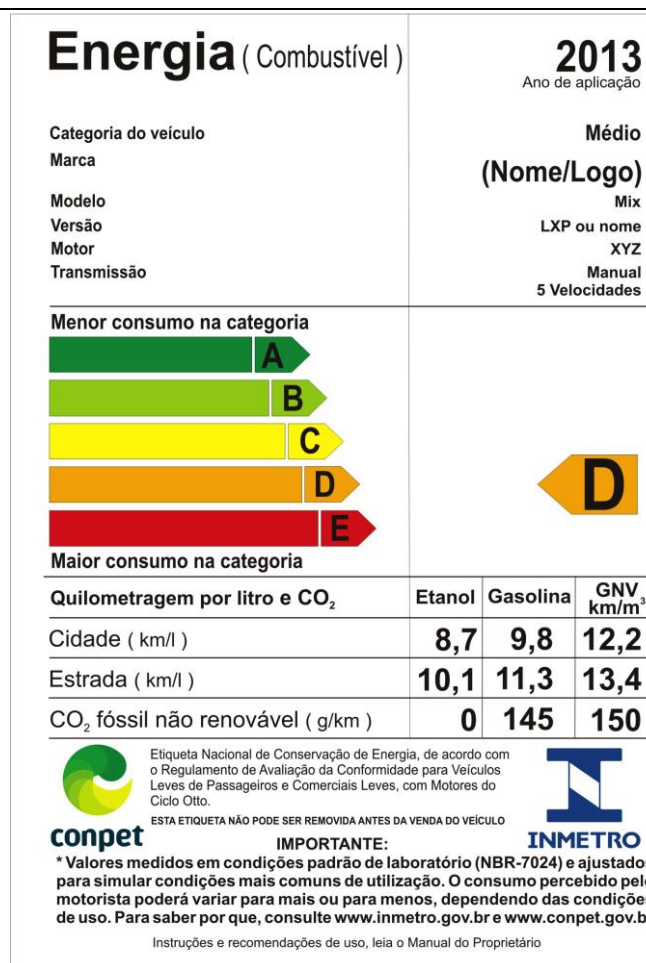 Energia ( Combustível ) 2013
Ano de aplicação
Categoria do veículo Médio
Marca (Nome/Logo)
Modelo Mix
Versão LXP ou nome
Motor XYZ
Transmissão Manual
5 Velocidades
Menor consumo na categoria
A
B
C
D D
E
Maior consumo na categoria
Quilometragem por litro e CO₂ Etanol Gasolina GNV km/m³
Cidade ( km/l ) 8,7 9,8 12,2
Estrada ( km/l ) 10,1 11,3 13,4
CO₂ fóssil não renovável ( g/km ) 0 145 150
Etiqueta Nacional de Conservação de Energia, de acordo com
o Regulamento de Avaliação da Conformidade para Veículos
Leves de Passageiros e Comerciais Leves, com Motores do
Ciclo Otto.
ESTA ETIQUETA NÃO PODE SER REMOVIDA ANTES DA VENDA DO VEÍCULO
conpet IMPORTANTE: INMETRO
* Valores medidos em condições padrão de laboratório (NBR-7024) e ajustados
para simular condições mais comuns de utilização. O consumo percebido pelo
motorista poderá variar para mais ou para menos, dependendo das condições
de uso. Para saber por que, consulte www.inmetro.gov.br e www.conpet.gov.b
Instruções e recomendações de uso, leia o Manual do Proprietário